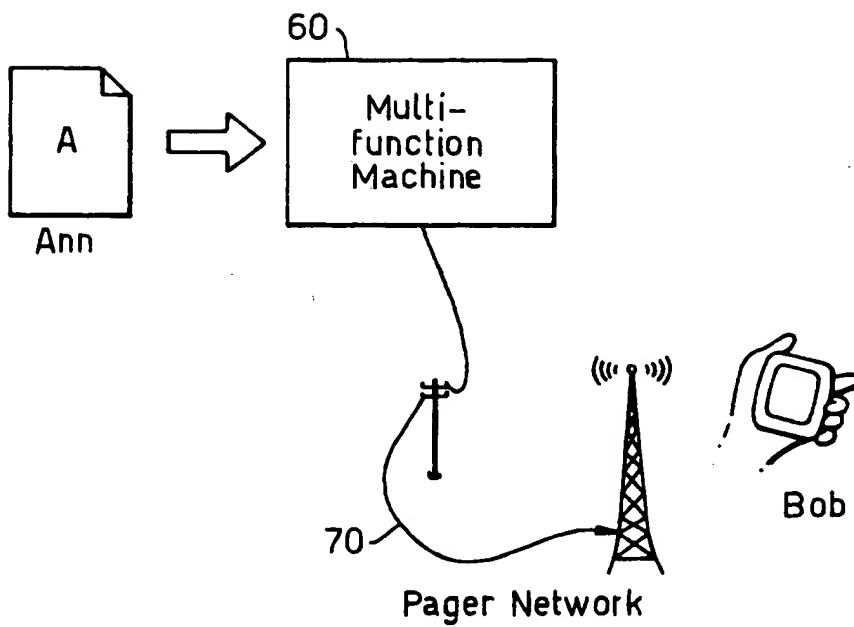 60
A
Ann
Multi-
function
Machine
70
Bob
Pager Network